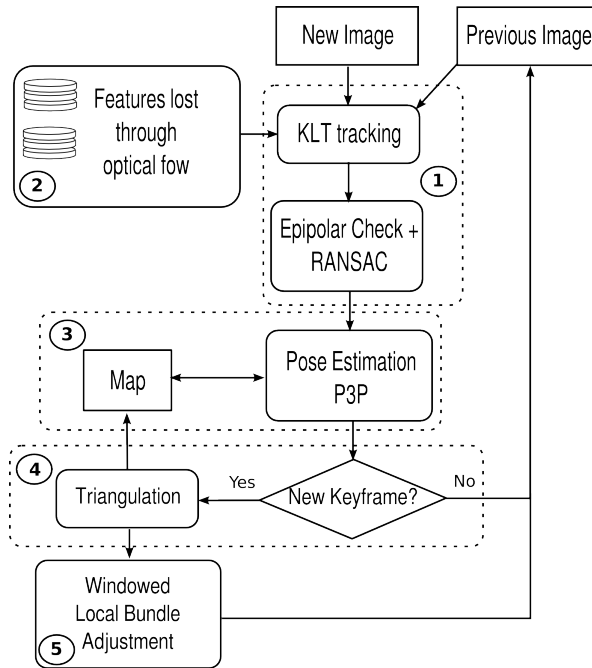 New Image
Previous Image
Features lost
through
optical fow
2
KLT tracking
1
Epipolar Check +
RANSAC
3
Map
Pose Estimation
P3P
4
Triangulation
Yes
New Keyframe?
No
Windowed
Local Bundle
Adjustment
5